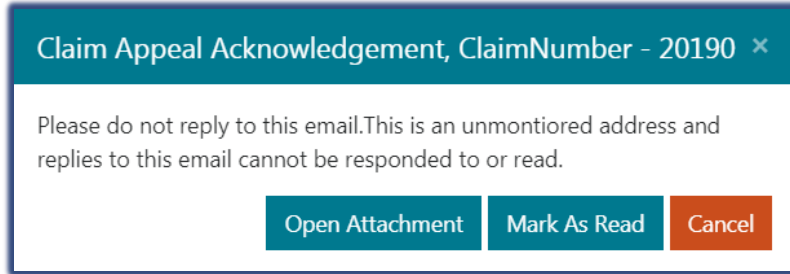 Claim Appeal Acknowledgement, ClaimNumber - 20190 ×
Please do not reply to this email.This is an unmontiored address and
replies to this email cannot be responded to or read.
Open Attachment Mark As Read Cancel